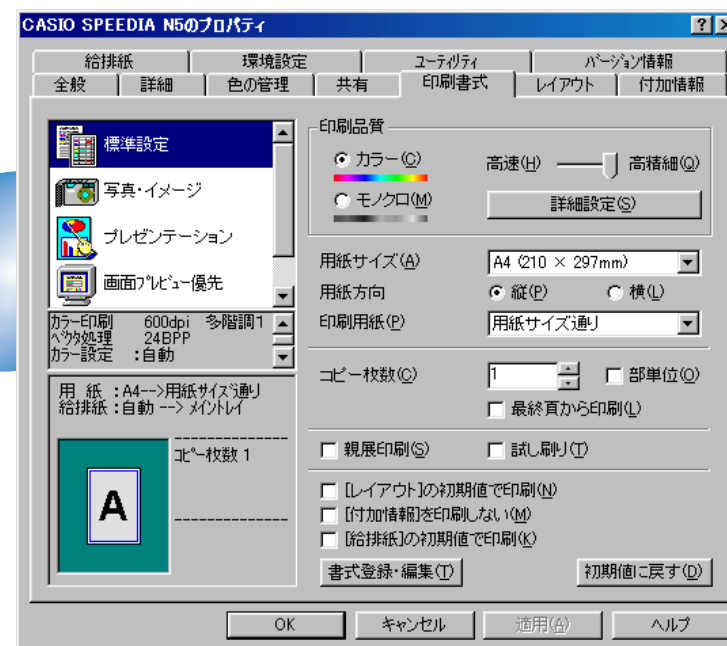 CASIO SPEEDIA N5のプロパティ
給排紙 環境設定 ユーティリティ バージョン情報
全般 詳細 色の管理 共有 印刷書式 レイアウト 付加情報
標準設定
写真・イメージ
プレゼンテーション
画面プレビュー優先
カラー印刷 600dpi 多階調1
ベクタ処理 24BPP
カラー設定 :自動
用 紙 :A4-->用紙サイズ通り
給排紙:自動 --> メイントレイ
コピー枚数 1
A
印刷品質
カラー(C) 高速(H) 高精細(Q)
モノクロ(M) 詳細設定(S)
用紙サイズ(A) A4 (210 × 297mm)
用紙方向 縦(P) 横(L)
印刷用紙(P) 用紙サイズ通り
コピー枚数(C) 1 部単位(O)
最終頁から印刷(L)
親展印刷(S) 試し刷り(T)
[レイアウト]の初期値で印刷(N)
[付加情報]を印刷しない(M)
[給排紙]の初期値で印刷(K)
書式登録・編集(T) 初期値に戻す(D)
OK キャンセル 適用(A) ヘルプ